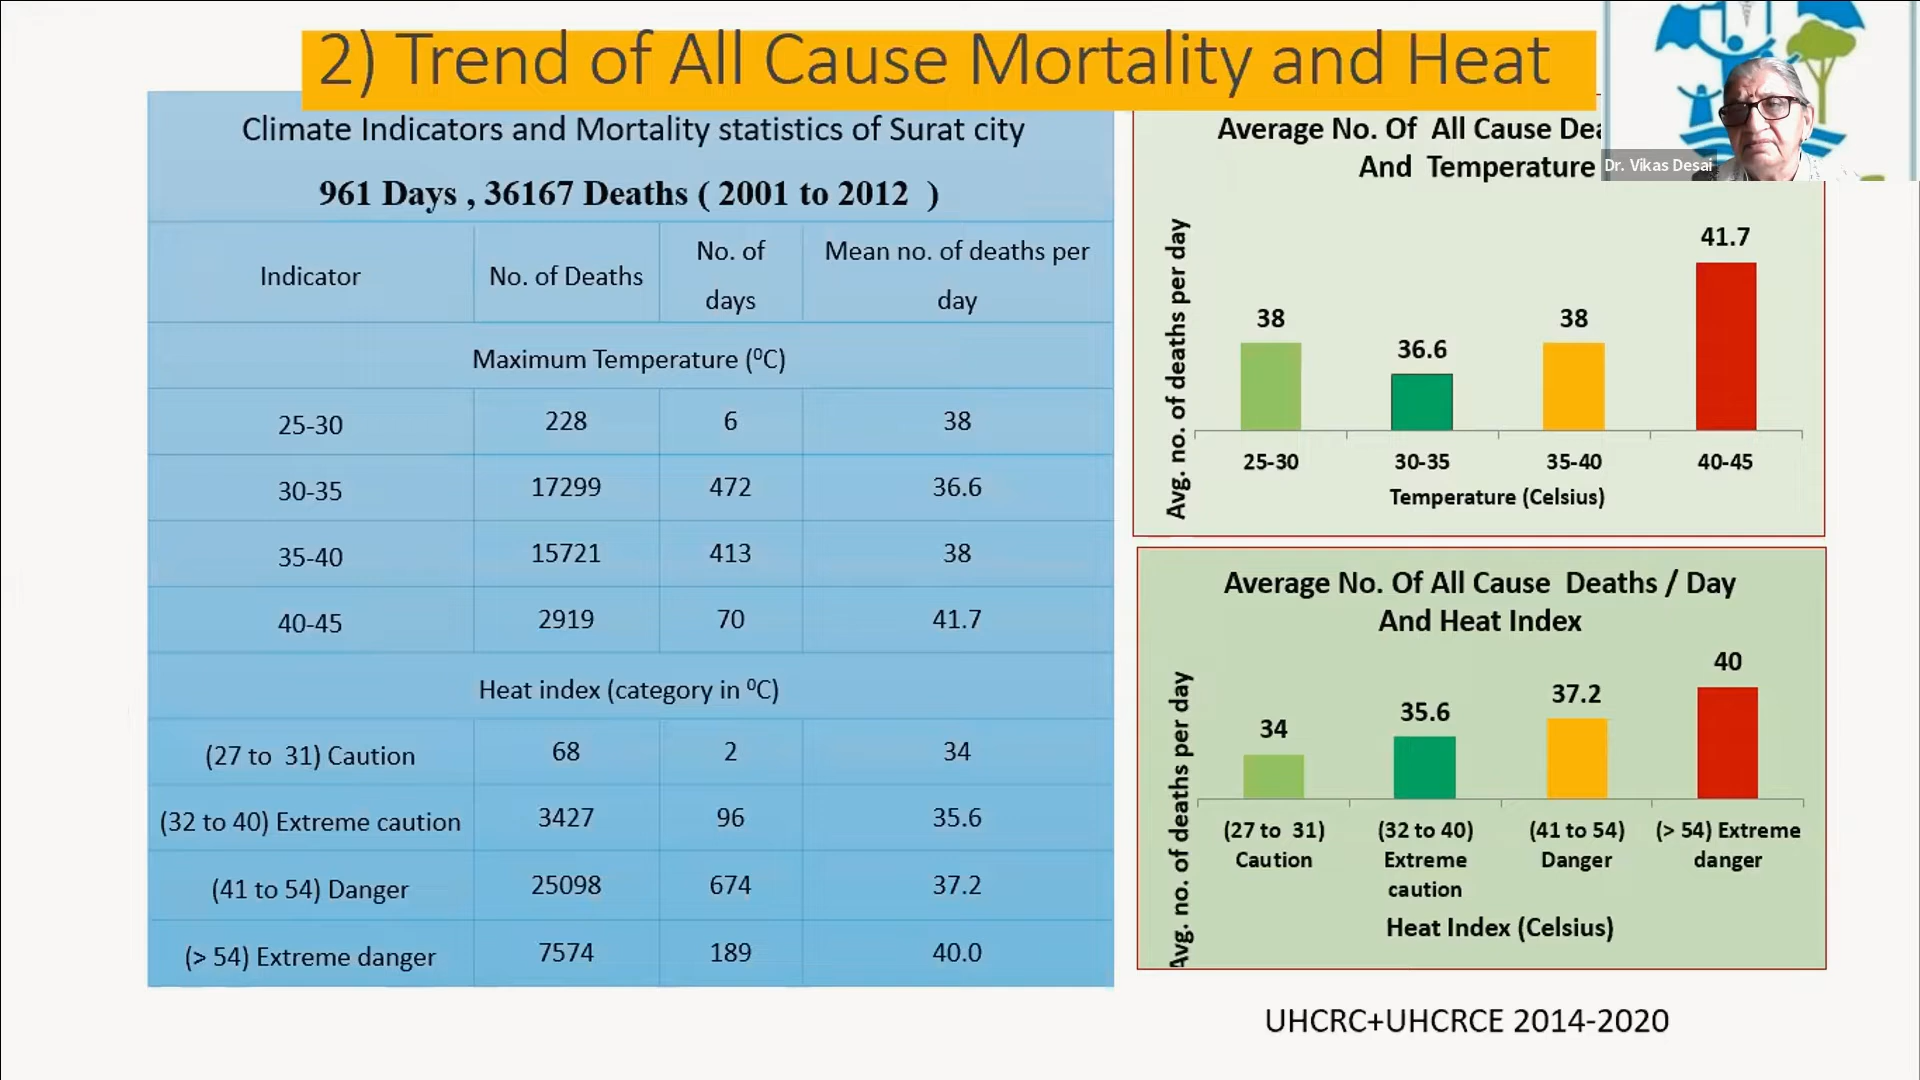 2) Trend of All Cause Mortality and Heat
Climate Indicators and Mortality statistics of Surat city
961 Days , 36167 Deaths ( 2001 to 2012 )
Indicator
No. of Deaths
No. of
days
Mean no. of deaths per
day
Maximum Temperature (⁰C)
25-30 228 6 38
30-35 17299 472 36.6
35-40 15721 413 38
40-45 2919 70 41.7
Heat index (category in ⁰C)
(27 to 31) Caution 68 2 34
(32 to 40) Extreme caution 3427 96 35.6
(41 to 54) Danger 25098 674 37.2
(> 54) Extreme danger 7574 189 40.0
Average No. Of All Cause
And Temperature
Avg. no. of deaths per day
38
36.6
38
41.7
25-30 30-35 35-40 40-45
Temperature (Celsius)
Average No. Of All Cause Deaths / Day
And Heat Index
Avg. no. of deaths per day
34
35.6
37.2
40
(27 to 31)
Caution
(32 to 40)
Extreme
caution
(41 to 54)
Danger
(> 54) Extreme
danger
Heat Index (Celsius)
UHCRC+UHCRCE 2014-2020
Dr. Vikas Desai